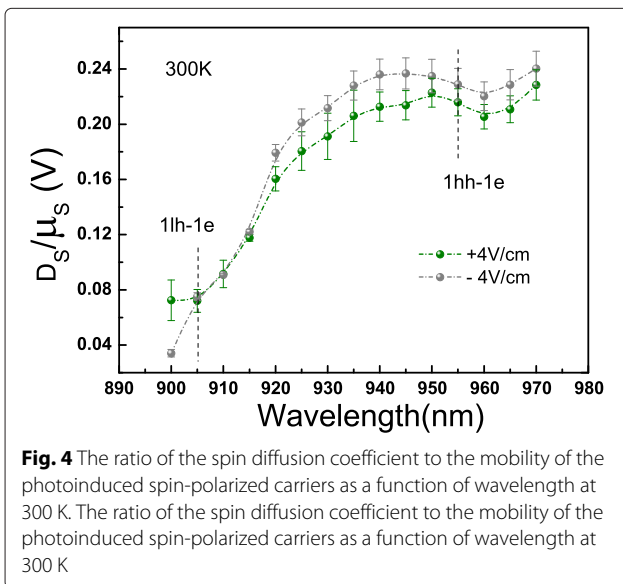 300K
1lh-1e
1hh-1e
+4V/cm
- 4V/cm
D_S/μ_S (V)
0.24
0.20
0.16
0.12
0.08
0.04
890 900 910 920 930 940 950 960 970 980
Wavelength(nm)
Fig. 4 The ratio of the spin diffusion coefficient to the mobility of the
photoinduced spin-polarized carriers as a function of wavelength at
300 K. The ratio of the spin diffusion coefficient to the mobility of the
photoinduced spin-polarized carriers as a function of wavelength at
300 K